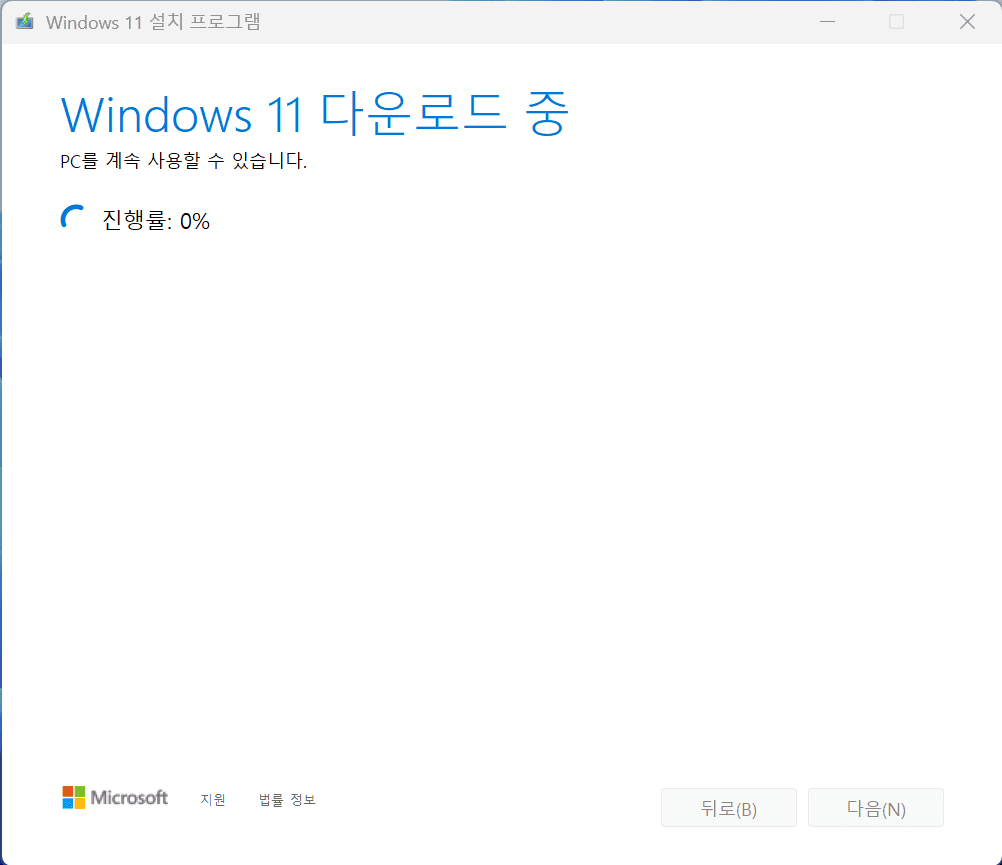 Windows 11 설치 프로그램
Windows 11 다운로드 중
PC를 계속 사용할 수 있습니다.
진행률: 0%
Microsoft 지원 법률 정보
뒤로(B) 다음(N)